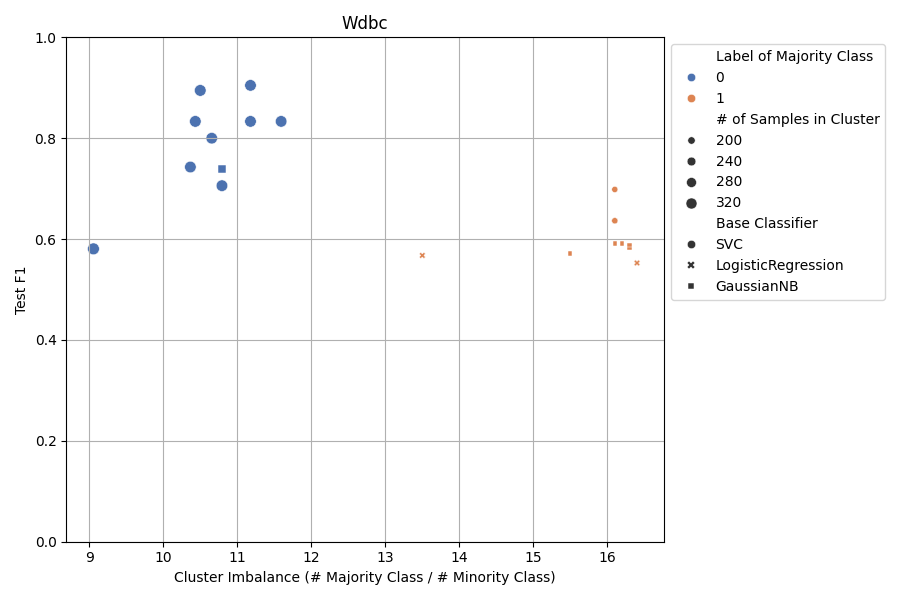 Wdbc
1.0
0.8
0.6
0.4
0.2
0.0
Test F1
9 10 11 12 13 14 15 16
Cluster Imbalance (# Majority Class / # Minority Class)
Label of Majority Class
0
1
# of Samples in Cluster
200
240
280
320
Base Classifier
SVC
LogisticRegression
GaussianNB